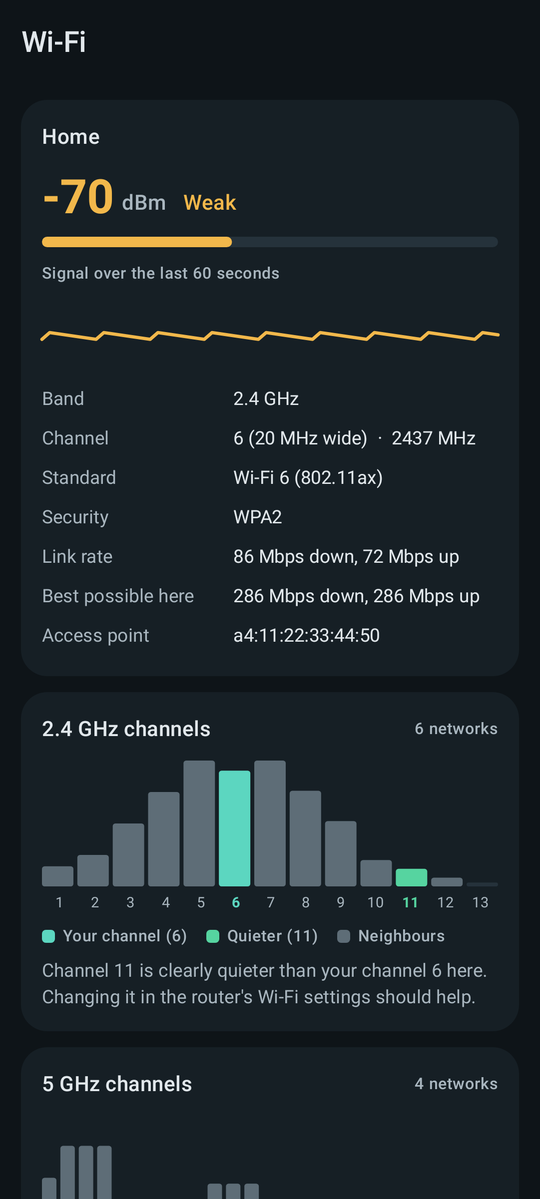 Wi-Fi
Home
-70 dBm Weak
Signal over the last 60 seconds
Band 2.4 GHz
Channel 6 (20 MHz wide) · 2437 MHz
Standard Wi-Fi 6 (802.11ax)
Security WPA2
Link rate 86 Mbps down, 72 Mbps up
Best possible here 286 Mbps down, 286 Mbps up
Access point a4:11:22:33:44:50
2.4 GHz channels 6 networks
1 2 3 4 5 6 7 8 9 10 11 12 13
Your channel (6) Quieter (11) Neighbours
Channel 11 is clearly quieter than your channel 6 here.
Changing it in the router's Wi-Fi settings should help.
5 GHz channels 4 networks